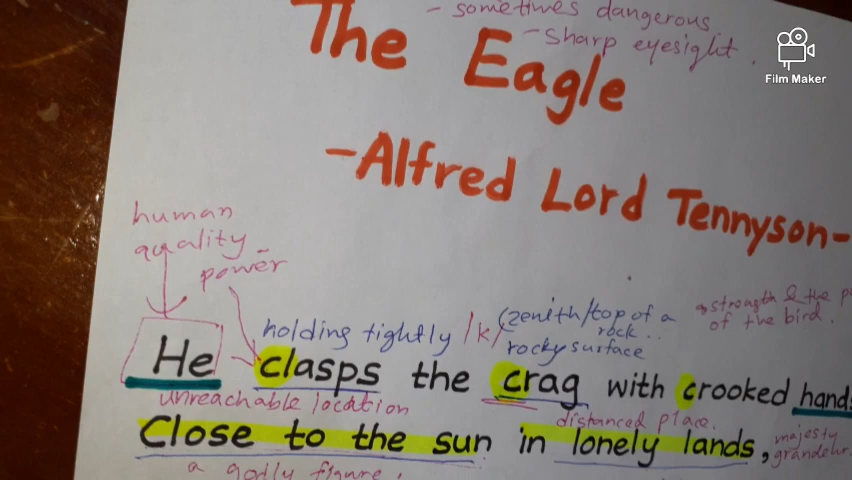 - sometimes dangerous
- Sharp eyesight.
The Eagle
Film Maker
-Alfred Lord Tennyson-
human
quality
power
holding tightly /k/ (zenith/top of a
rock..
rocky surface
strength & the
of the bird.
He clasps the crag with crooked hands
unreachable location
distanced place.
Close to the sun in lonely lands,
majesty
grandeur.
a godly figure.